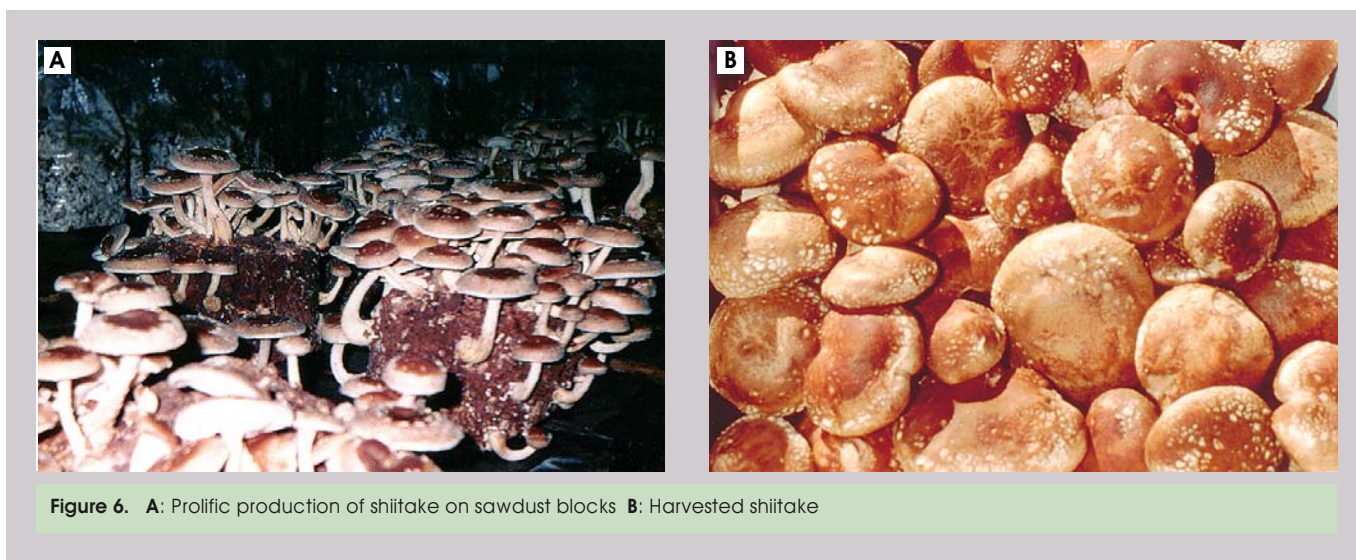 A
B
Figure 6. A: Prolific production of shiitake on sawdust blocks B: Harvested shiitake